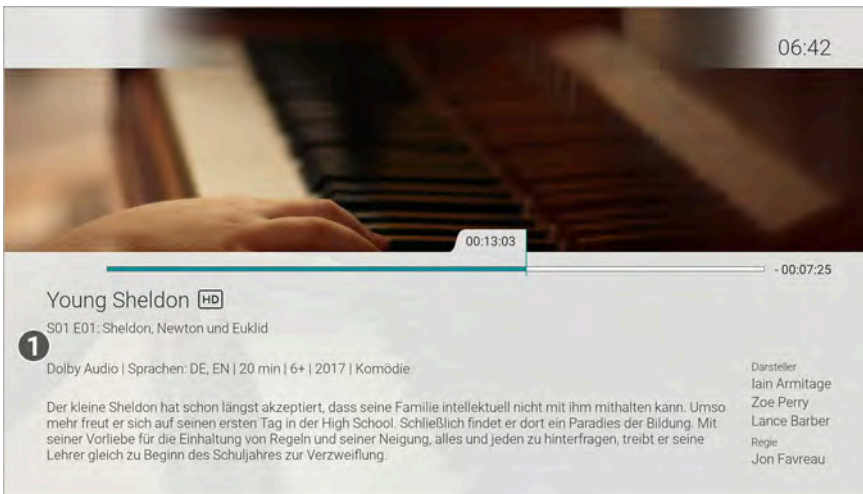 06:42
00:13:03
- 00:07:25
Young Sheldon HD
S01 E01: Sheldon, Newton und Euklid
1
Dolby Audio | Sprachen: DE, EN | 20 min | 6+ | 2017 | Komödie
Der kleine Sheldon hat schon längst akzeptiert, dass seine Familie intellektuell nicht mit ihm mithalten kann. Umso
mehr freut er sich auf seinen ersten Tag in der High School. Schließlich findet er dort ein Paradies der Bildung. Mit
seiner Vorliebe für die Einhaltung von Regeln und seiner Neigung, alles und jeden zu hinterfragen, treibt er seine
Lehrer gleich zu Beginn des Schuljahres zur Verzweiflung.
Darsteller
Iain Armitage
Zoe Perry
Lance Barber
Regie
Jon Favreau